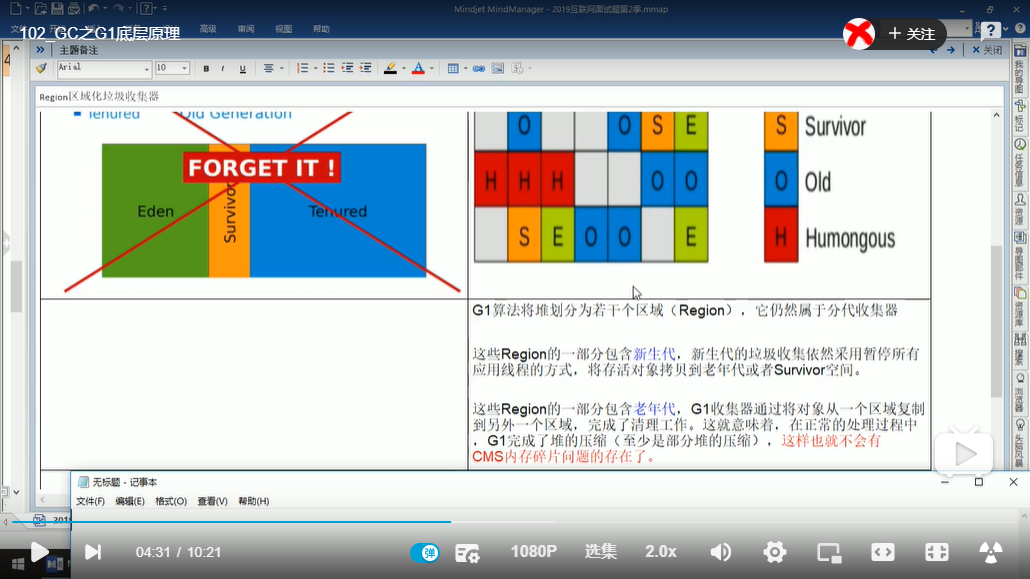 Mindjet MindManager - 2019互联网面试题第2季.mmap
102_GC之G1底层原理
高级 审阅 视图 帮助
+ 关注
主题备注
关闭
Arial 10 B I U
Region区域化垃圾收集器
Tenured Old Generation
FORGET IT !
Eden Survivor Tenured
O O S E
H H H O O
S E O O E
S Survivor
O Old
H Humongous
G1算法将堆划分为若干个区域（Region），它仍然属于分代收集器
这些Region的一部分包含新生代，新生代的垃圾收集依然采用暂停所有
应用线程的方式，将存活对象拷贝到老年代或者Survivor空间。
这些Region的一部分包含老年代，G1收集器通过将对象从一个区域复制
到另外一个区域，完成了清理工作。这就意味着，在正常的处理过程中
，G1完成了堆的压缩（至少是部分堆的压缩），这样也就不会有
CMS内存碎片问题的存在了。
我的导图
标记
任务信息
资源
导图部件
资源库
搜索
浏览器
头脑风暴
无标题 - 记事本
文件(F) 编辑(E) 格式(O) 查看(V) 帮助(H)
04:31 / 10:21
弹
1080P 选集 2.0x